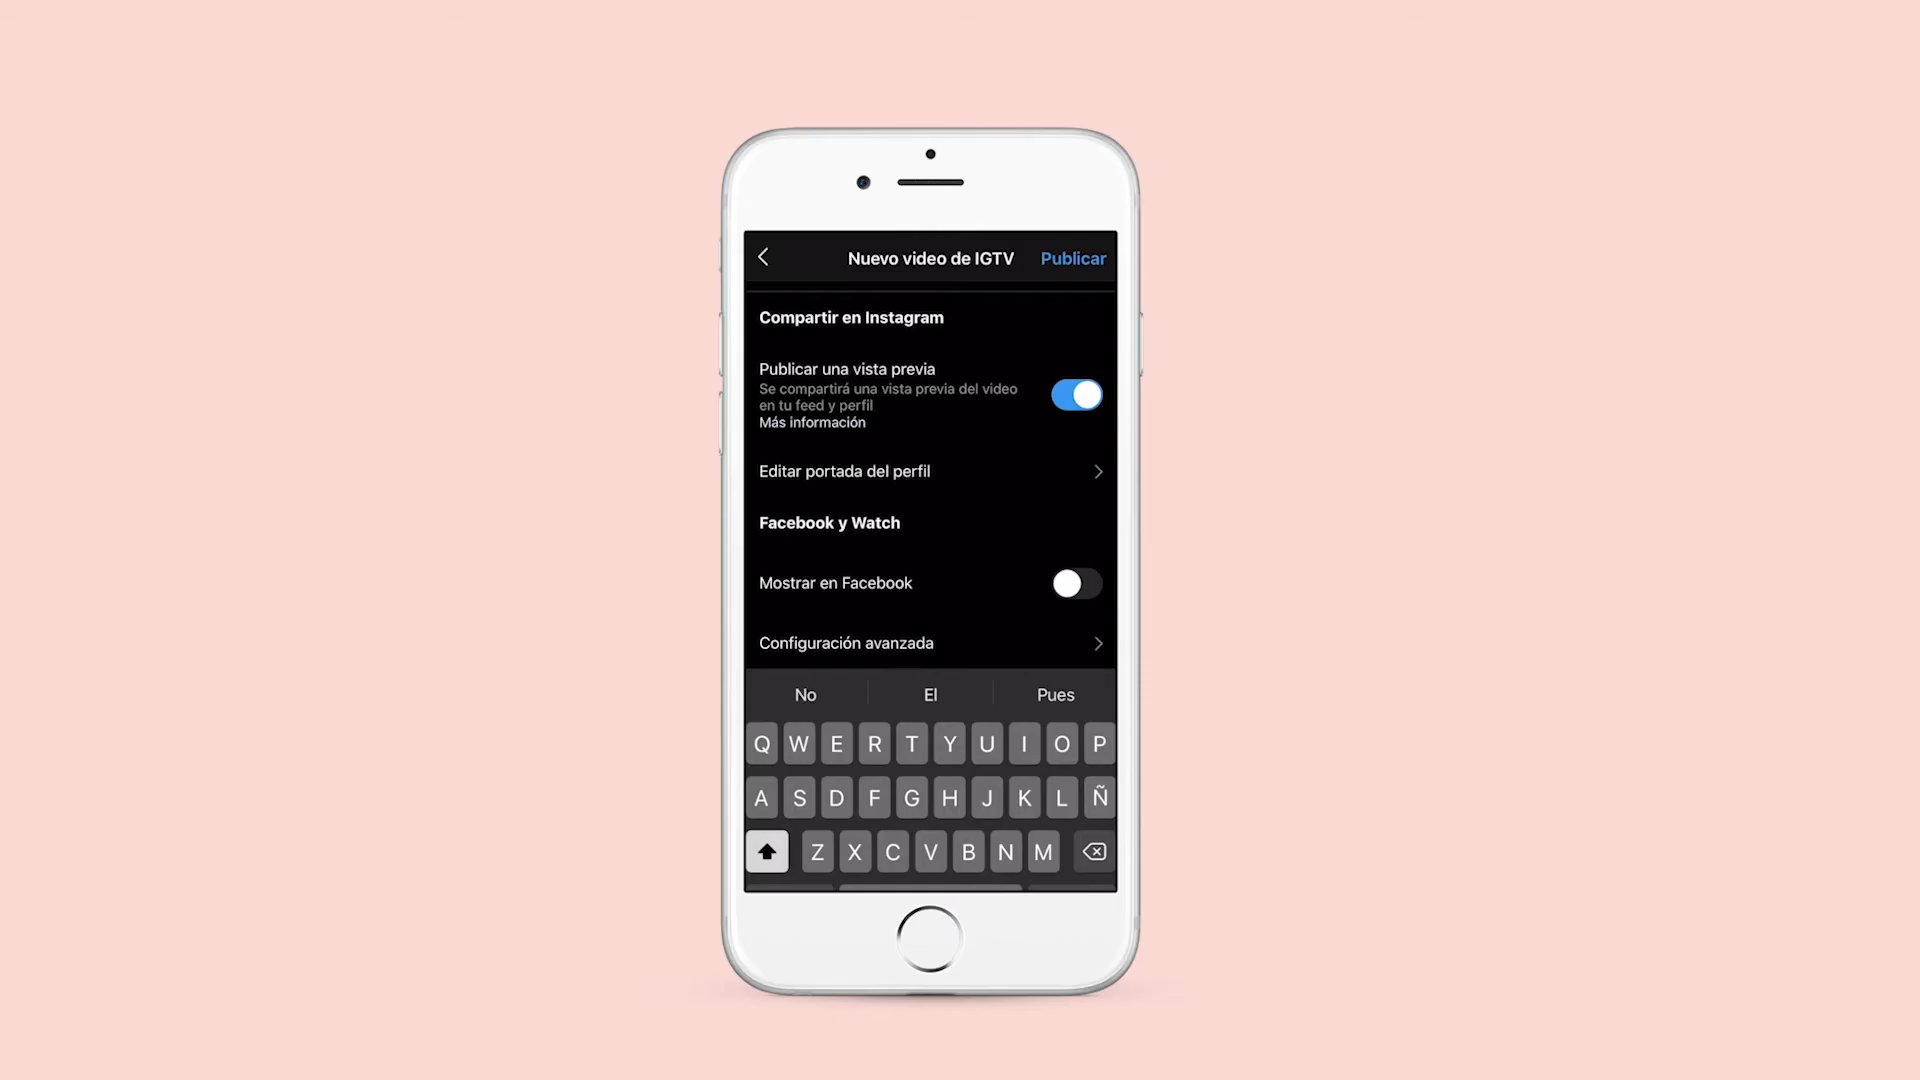 Nuevo video de IGTV Publicar
Compartir en Instagram
Publicar una vista previa
Se compartirá una vista previa del video
en tu feed y perfil
Más información
Editar portada del perfil
Facebook y Watch
Mostrar en Facebook
Configuración avanzada
No El Pues
Q W E R T Y U I O P
A S D F G H J K L Ñ
Z X C V B N M